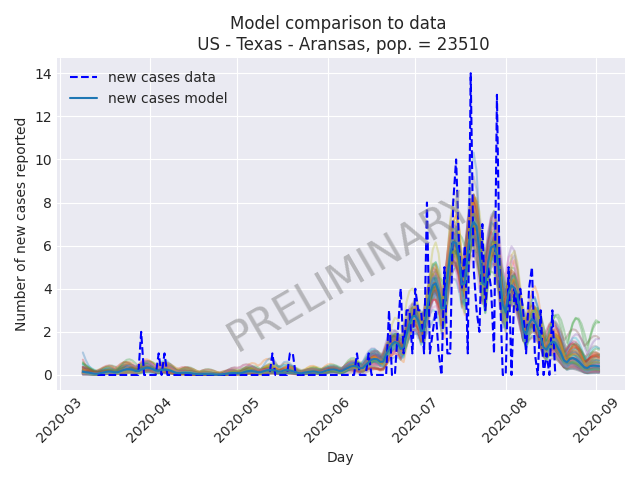 Model comparison to data
US - Texas - Aransas, pop. = 23510
new cases data
new cases model
PRELIMINARY
Number of new cases reported
14
12
10
8
6
4
2
0
2020-03
2020-04
2020-05
2020-06
2020-07
2020-08
2020-09
Day